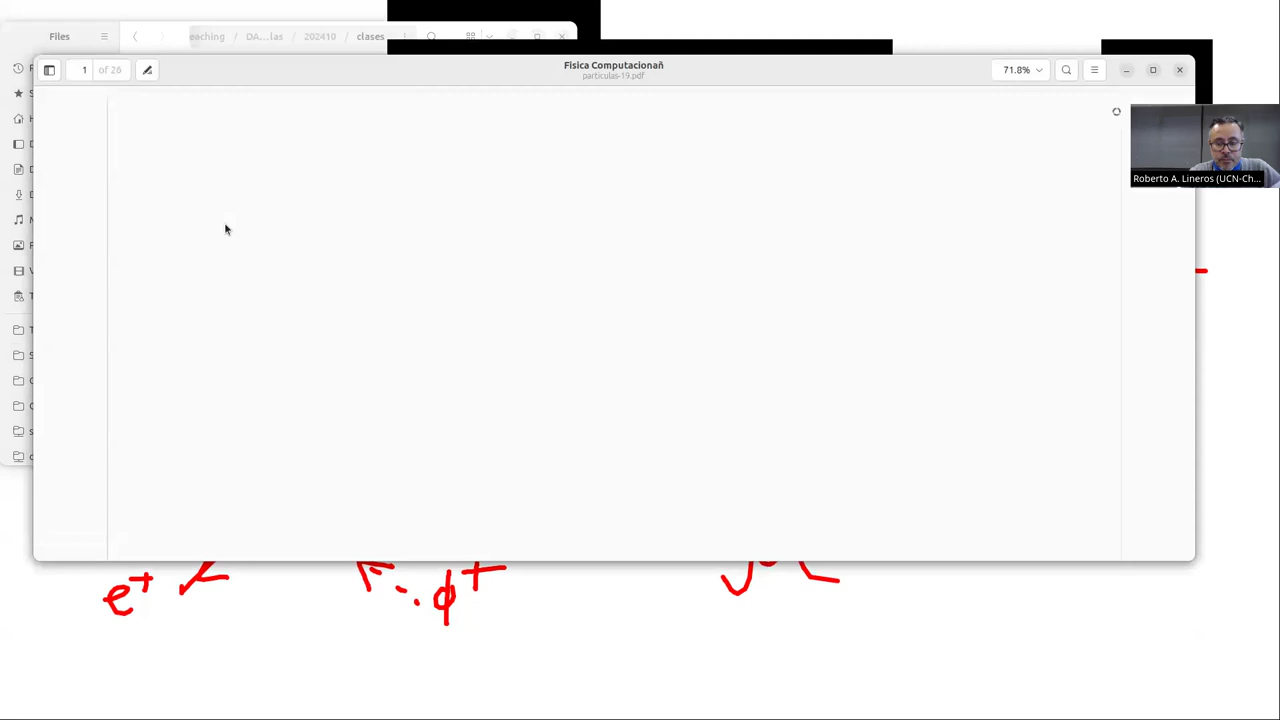 Files
eaching / DA...las / 202410 / clases
1 of 26
Fisica Computacionañ
particulas-19.pdf
71.8%
Roberto A. Lineros (UCN-Ch...
e+
ϕ+